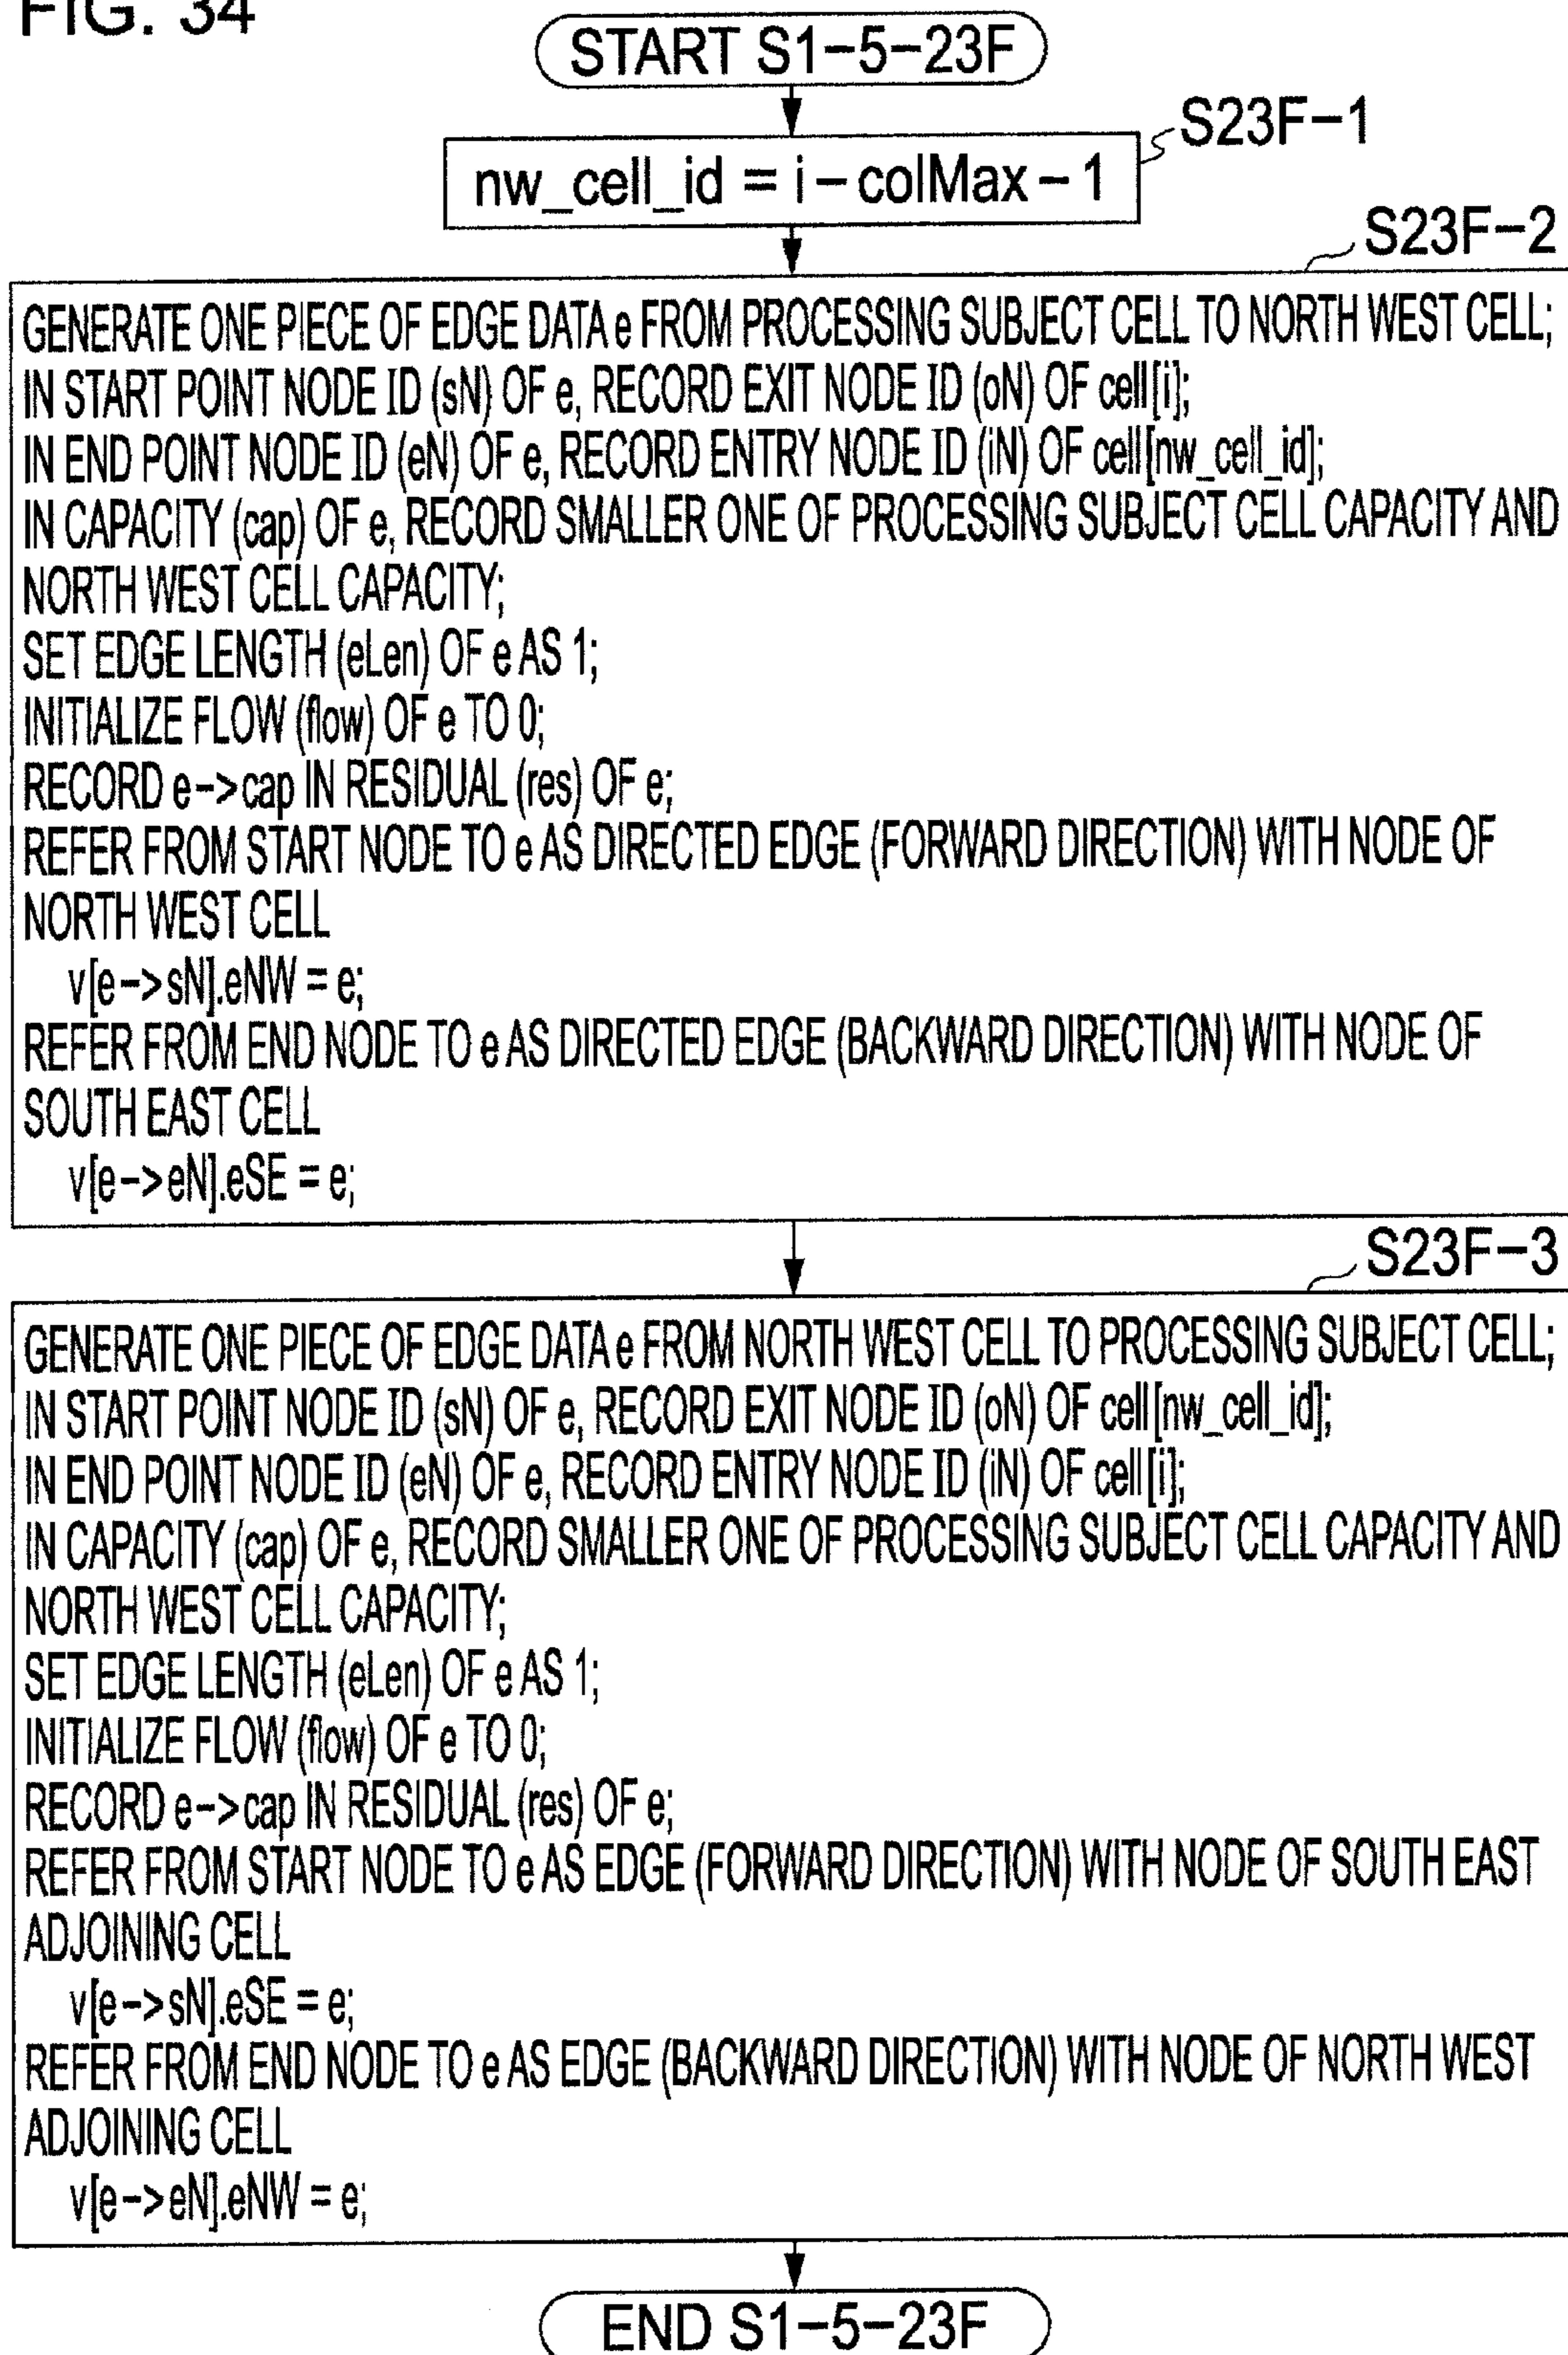 FIG. 34
START S1-5-23F
S23F-1
nw_cell_id = i - colMax - 1
S23F-2
GENERATE ONE PIECE OF EDGE DATA e FROM PROCESSING SUBJECT CELL TO NORTH WEST CELL;
IN START POINT NODE ID (sN) OF e, RECORD EXIT NODE ID (oN) OF cell[i];
IN END POINT NODE ID (eN) OF e, RECORD ENTRY NODE ID (iN) OF cell[nw_cell_id];
IN CAPACITY (cap) OF e, RECORD SMALLER ONE OF PROCESSING SUBJECT CELL CAPACITY AND
NORTH WEST CELL CAPACITY;
SET EDGE LENGTH (eLen) OF e AS 1;
INITIALIZE FLOW (flow) OF e TO 0;
RECORD e->cap IN RESIDUAL (res) OF e;
REFER FROM START NODE TO e AS DIRECTED EDGE (FORWARD DIRECTION) WITH NODE OF
NORTH WEST CELL
v[e->sN].eNW = e;
REFER FROM END NODE TO e AS DIRECTED EDGE (BACKWARD DIRECTION) WITH NODE OF
SOUTH EAST CELL
v[e->eN].eSE = e;
S23F-3
GENERATE ONE PIECE OF EDGE DATA e FROM NORTH WEST CELL TO PROCESSING SUBJECT CELL;
IN START POINT NODE ID (sN) OF e, RECORD EXIT NODE ID (oN) OF cell[nw_cell_id];
IN END POINT NODE ID (eN) OF e, RECORD ENTRY NODE ID (iN) OF cell[i];
IN CAPACITY (cap) OF e, RECORD SMALLER ONE OF PROCESSING SUBJECT CELL CAPACITY AND
NORTH WEST CELL CAPACITY;
SET EDGE LENGTH (eLen) OF e AS 1;
INITIALIZE FLOW (flow) OF e TO 0;
RECORD e->cap IN RESIDUAL (res) OF e;
REFER FROM START NODE TO e AS EDGE (FORWARD DIRECTION) WITH NODE OF SOUTH EAST
ADJOINING CELL
v[e->sN].eSE = e;
REFER FROM END NODE TO e AS EDGE (BACKWARD DIRECTION) WITH NODE OF NORTH WEST
ADJOINING CELL
v[e->eN].eNW = e;
END S1-5-23F